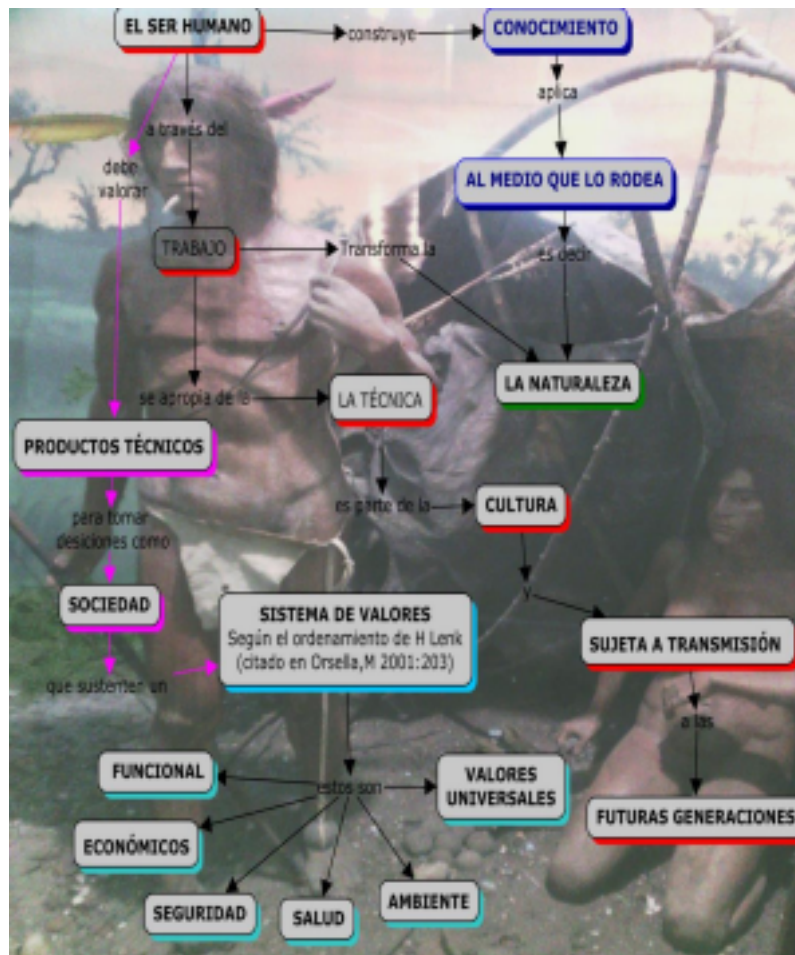 EL SER HUMANO
construye
CONOCIMIENTO
aplica
a través del
debe
valorar
AL MEDIO QUE LO RODEA
TRABAJO
Transforma la
es decir
LA NATURALEZA
se apropia de la
LA TÉCNICA
PRODUCTOS TÉCNICOS
es parte de la
CULTURA
para tomar
desiciones como
SOCIEDAD
y
SISTEMA DE VALORES
Según el ordenamiento de H Lenk
(citado en Orsella,M 2001:203)
SUJETA A TRANSMISIÓN
que sustenten un
a las
FUNCIONAL
estos son
VALORES
UNIVERSALES
FUTURAS GENERACIONES
ECONÓMICOS
SEGURIDAD
SALUD
AMBIENTE